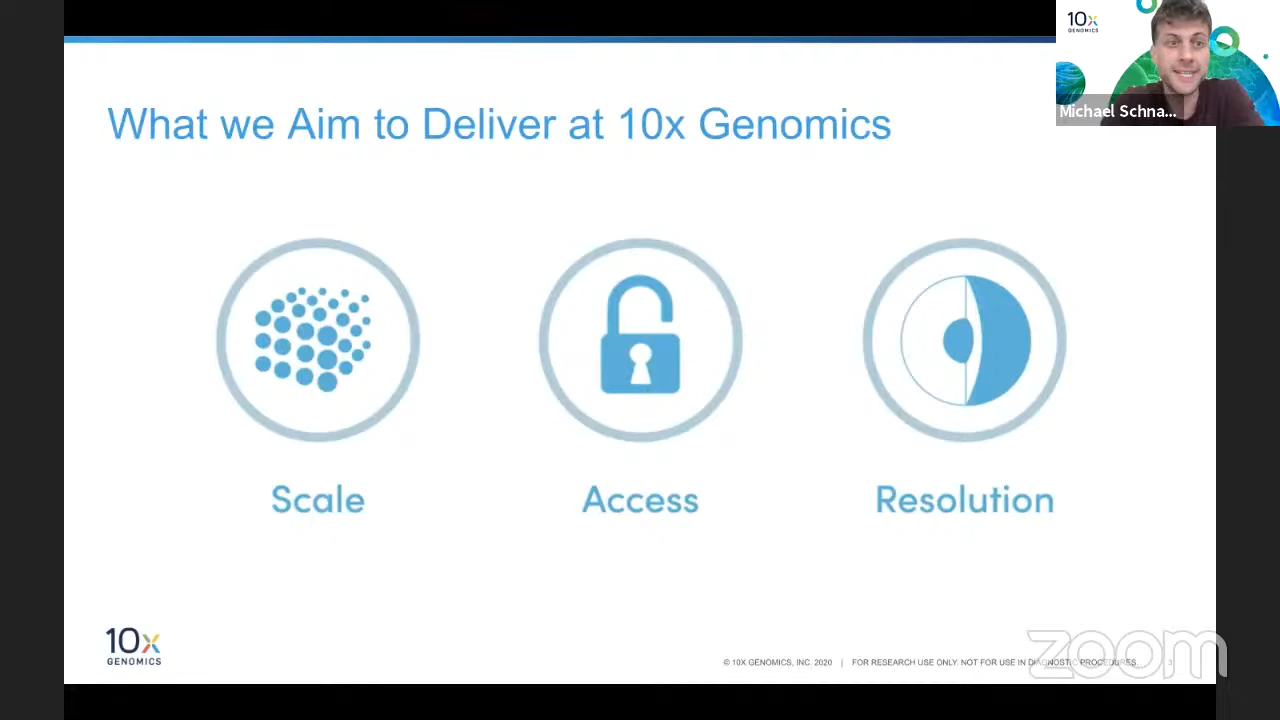 10x
GENOMICS
Michael Schna...
What we Aim to Deliver at 10x Genomics
Scale
Access
Resolution
10x
GENOMICS
© 10X GENOMICS, INC. 2020 | FOR RESEARCH USE ONLY. NOT FOR USE IN DIAGNOSTIC PROCEDURES. 3
zoom